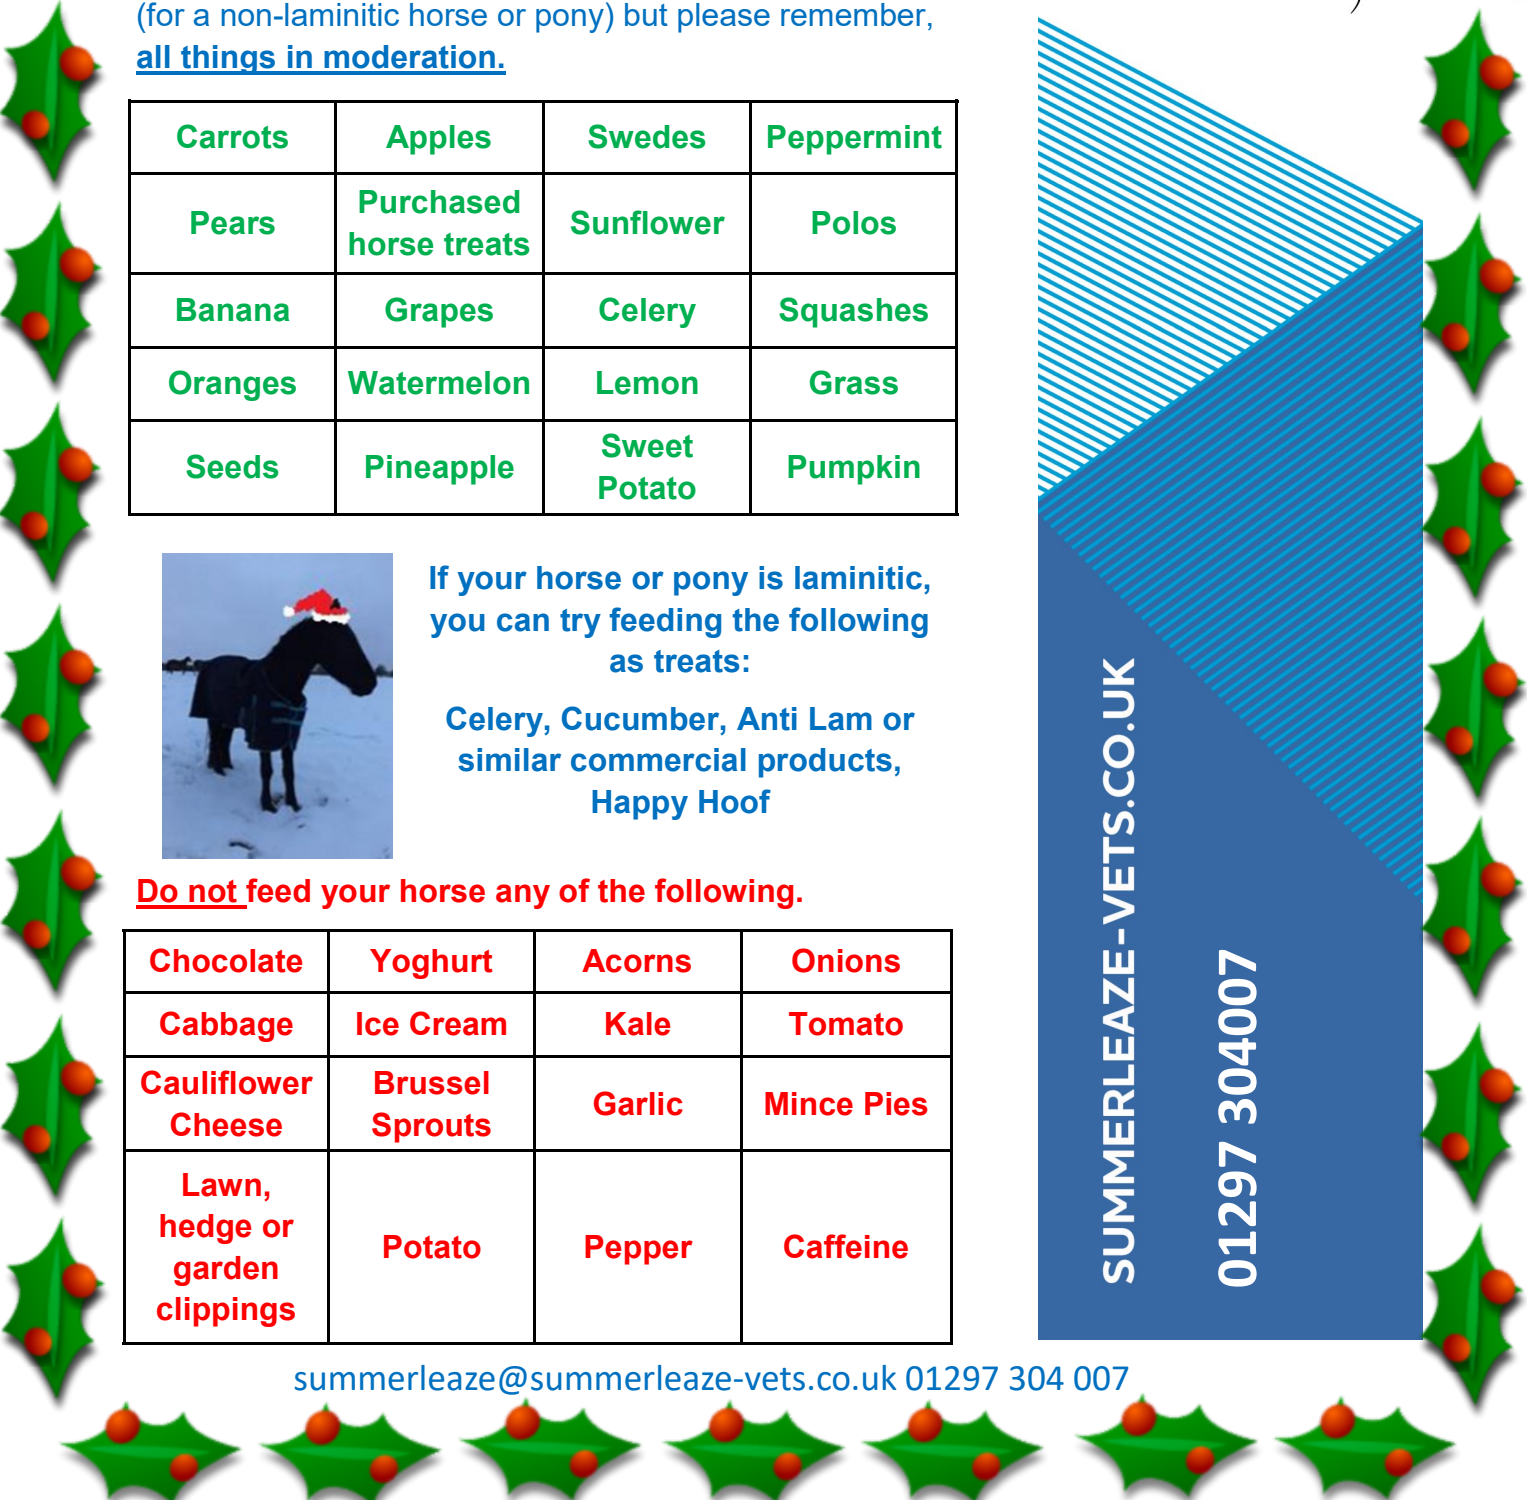 (for a non-laminitic horse or pony) but please remember,
all things in moderation.
Carrots Apples Swedes Peppermint
Pears Purchased horse treats Sunflower Polos
Banana Grapes Celery Squashes
Oranges Watermelon Lemon Grass
Seeds Pineapple Sweet Potato Pumpkin
If your horse or pony is laminitic,
you can try feeding the following
as treats:
Celery, Cucumber, Anti Lam or
similar commercial products,
Happy Hoof
Do not feed your horse any of the following.
Chocolate Yoghurt Acorns Onions
Cabbage Ice Cream Kale Tomato
Cauliflower Cheese Brussel Sprouts Garlic Mince Pies
Lawn, hedge or garden clippings Potato Pepper Caffeine
summerleaze@summerleaze-vets.co.uk 01297 304 007
SUMMERLEAZE-VETS.CO.UK
01297 304007